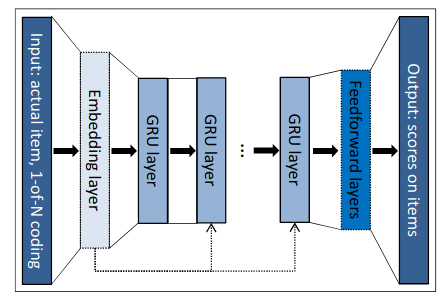 Input: actual item,
1-of-N coding
Embedding layer
GRU layer
GRU layer
...
GRU layer
Feedforward layers
Output: scores on
items